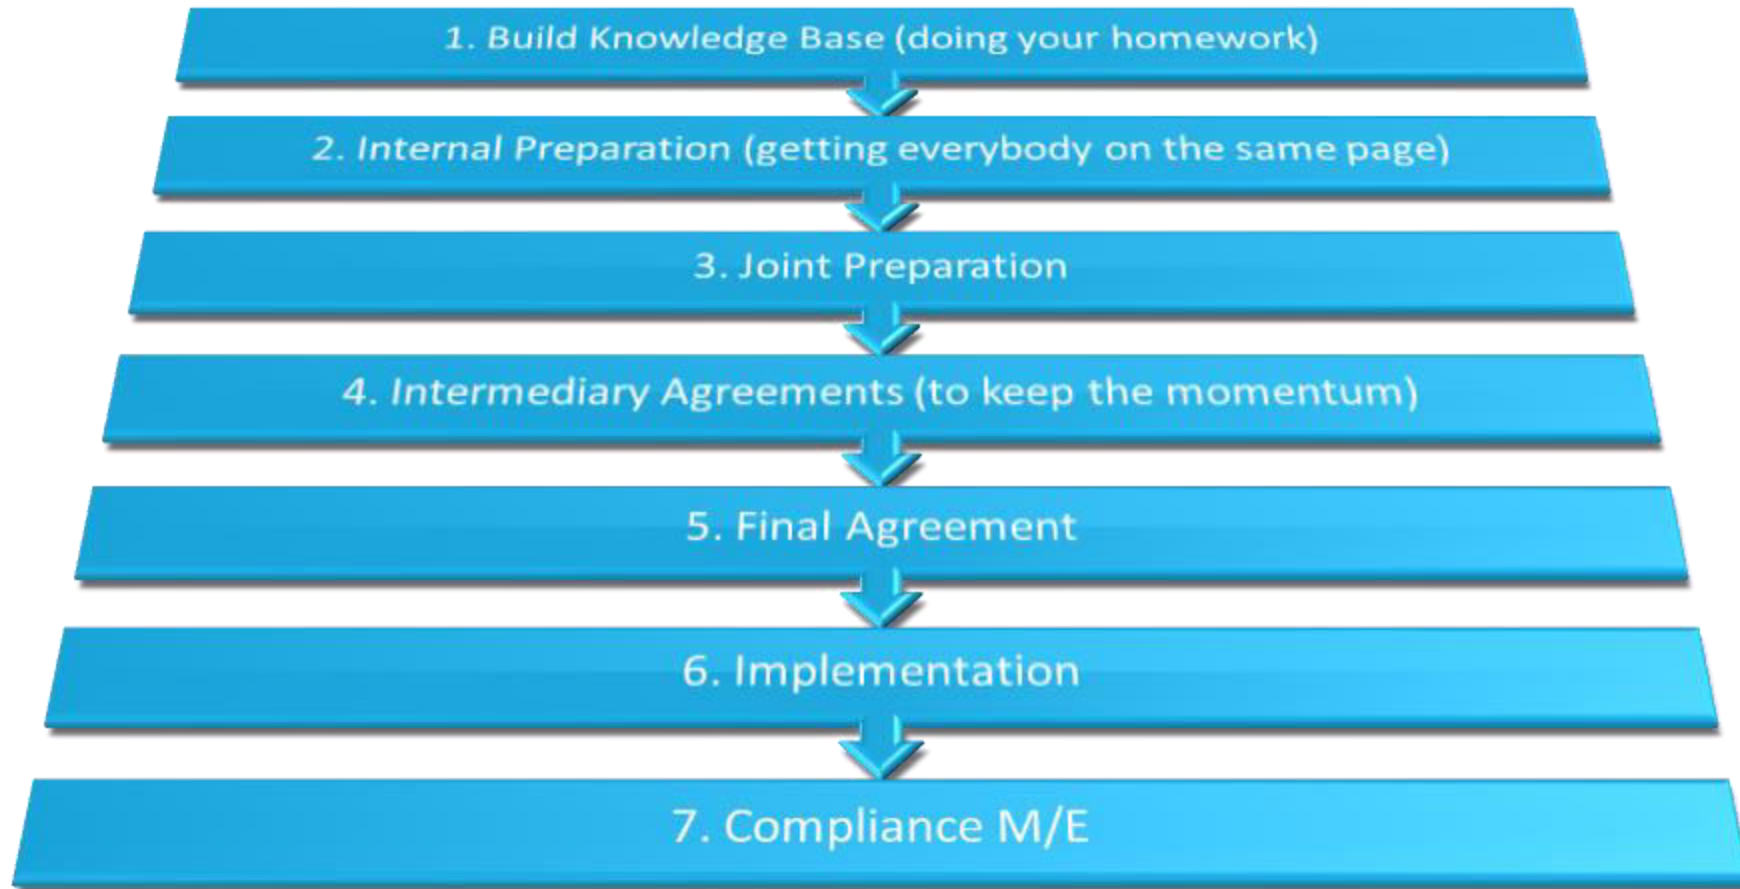 1. Build Knowledge Base (doing your homework)
2. Internal Preparation (getting everybody on the same page)
3. Joint Preparation
4. Intermediary Agreements (to keep the momentum)
5. Final Agreement
6. Implementation
7. Compliance M/E